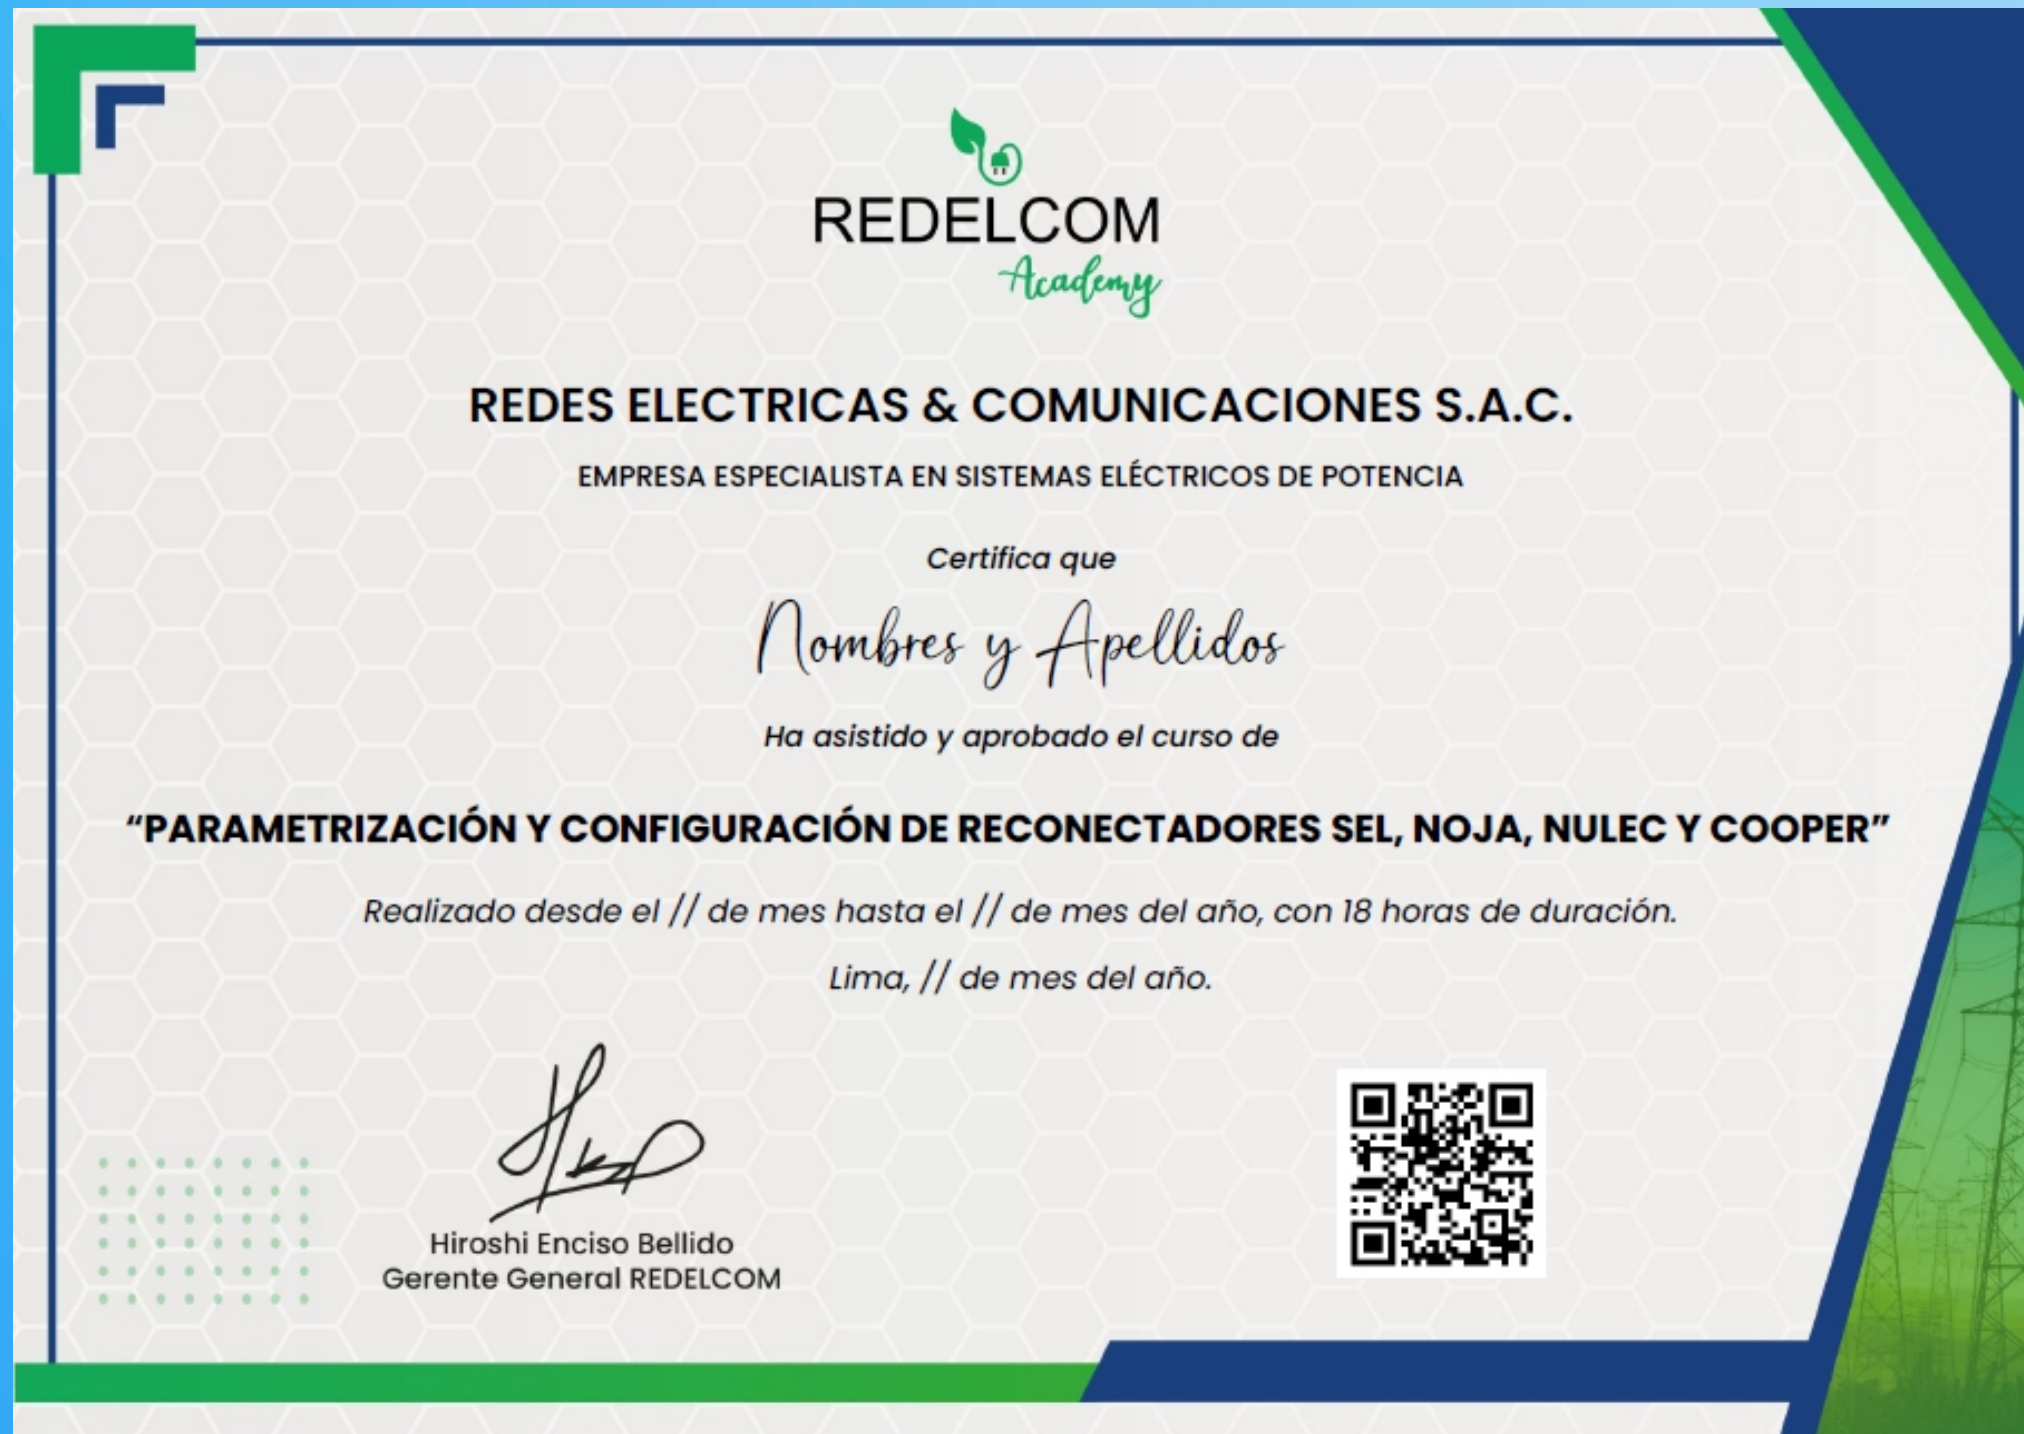 REDELCOM
Academy
REDES ELECTRICAS & COMUNICACIONES S.A.C.
EMPRESA ESPECIALISTA EN SISTEMAS ELÉCTRICOS DE POTENCIA
Certifica que
Nombres y Apellidos
Ha asistido y aprobado el curso de
“PARAMETRIZACIÓN Y CONFIGURACIÓN DE RECONECTADORES SEL, NOJA, NULEC Y COOPER”
Realizado desde el // de mes hasta el // de mes del año, con 18 horas de duración.
Lima, // de mes del año.
Hiroshi Enciso Bellido
Gerente General REDELCOM